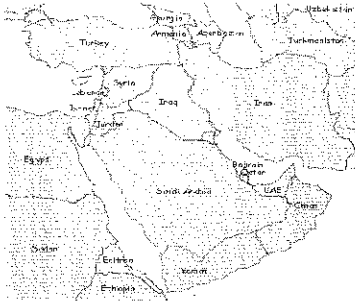 Uzbekistan
Georgia
Armenia
Azerbaijan
Turkmenistan
Turkey
Syria
Lebanon
Iraq
Iran
Israel
Jordan
Egypt
Bahrain
Qatar
Saudi Arabia
UAE
Oman
Sudan
Eritrea
Yemen
Ethiopia